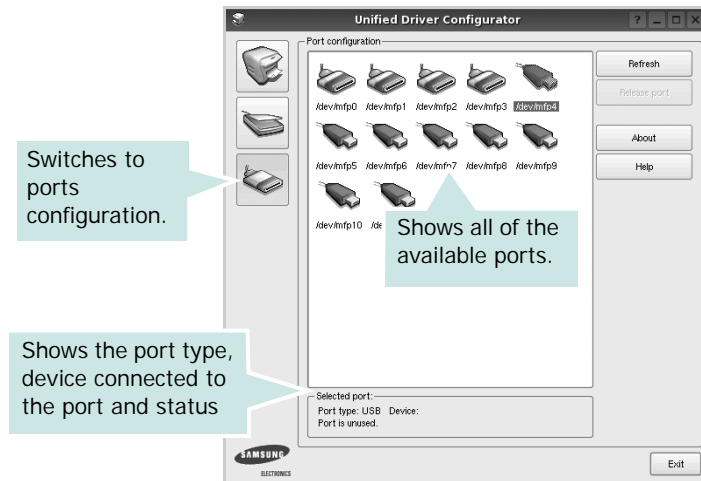 Unified Driver Configurator
Port configuration
/dev/mfp0 /dev/mfp1 /dev/mfp2 /dev/mfp3 /dev/mfp4
/dev/mfp5 /dev/mfp6 /dev/mfp7 /dev/mfp8 /dev/mfp9
/dev/mfp10
Refresh
Release port
About
Help
Switches to
ports
configuration.
Shows all of the
available ports.
Shows the port type,
device connected to
the port and status
Selected port:
Port type: USB Device:
Port is unused.
SAMSUNG
ELECTRONICS
Exit